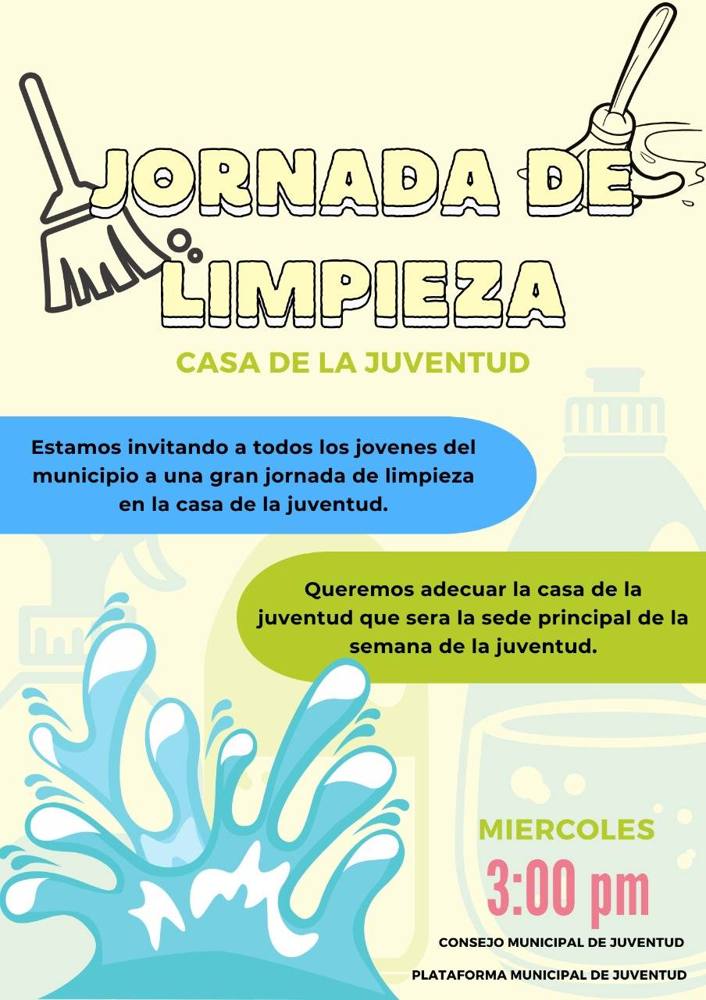 JORNADA DE
LIMPIEZA
CASA DE LA JUVENTUD
Estamos invitando a todos los jovenes del
municipio a una gran jornada de limpieza
en la casa de la juventud.
Queremos adecuar la casa de la
juventud que sera la sede principal de la
semana de la juventud.
MIERCOLES
3:00 pm
CONSEJO MUNICIPAL DE JUVENTUD
PLATAFORMA MUNICIPAL DE JUVENTUD